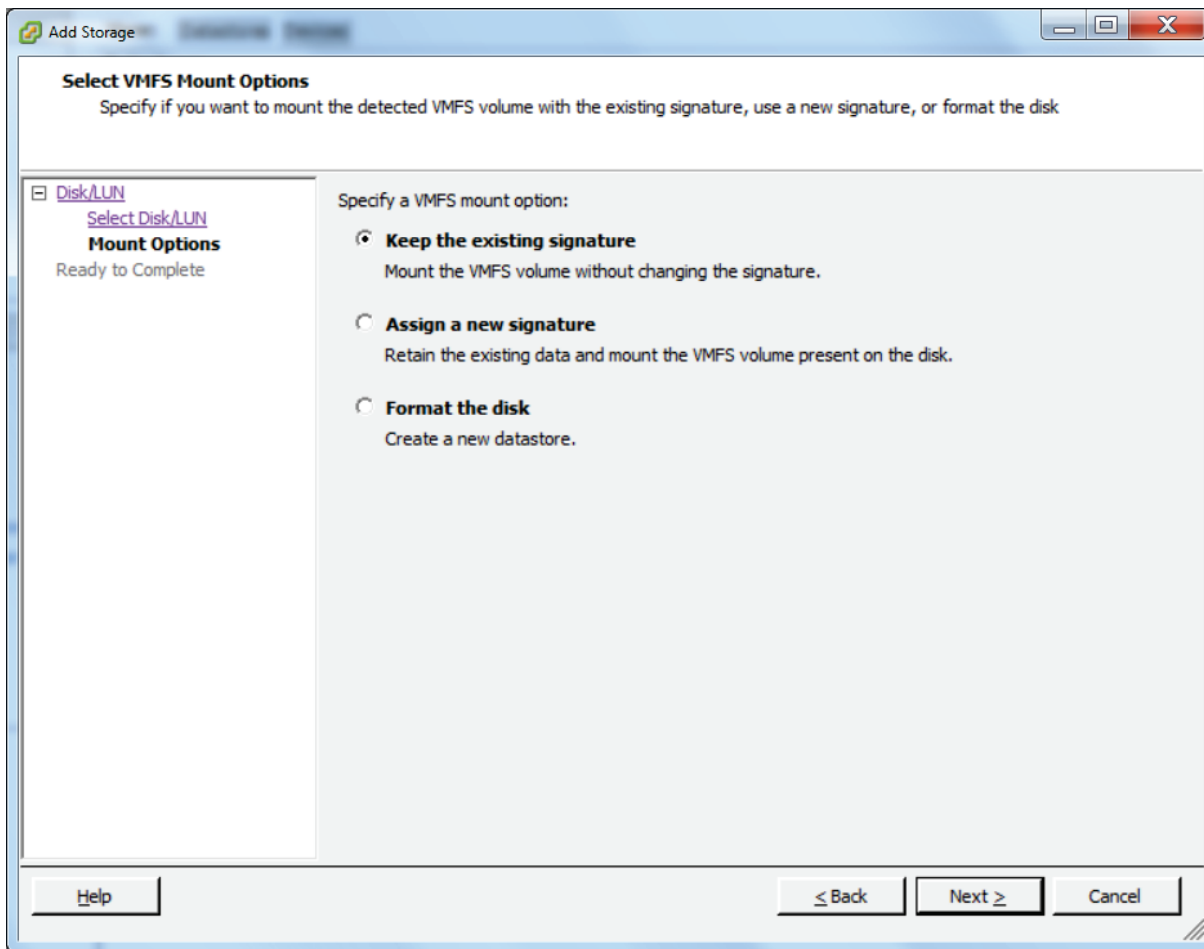 Add Storage
Select VMFS Mount Options
Specify if you want to mount the detected VMFS volume with the existing signature, use a new signature, or format the disk
Disk/LUN
Select Disk/LUN
Mount Options
Ready to Complete
Specify a VMFS mount option:
Keep the existing signature
Mount the VMFS volume without changing the signature.
Assign a new signature
Retain the existing data and mount the VMFS volume present on the disk.
Format the disk
Create a new datastore.
Help
< Back
Next >
Cancel